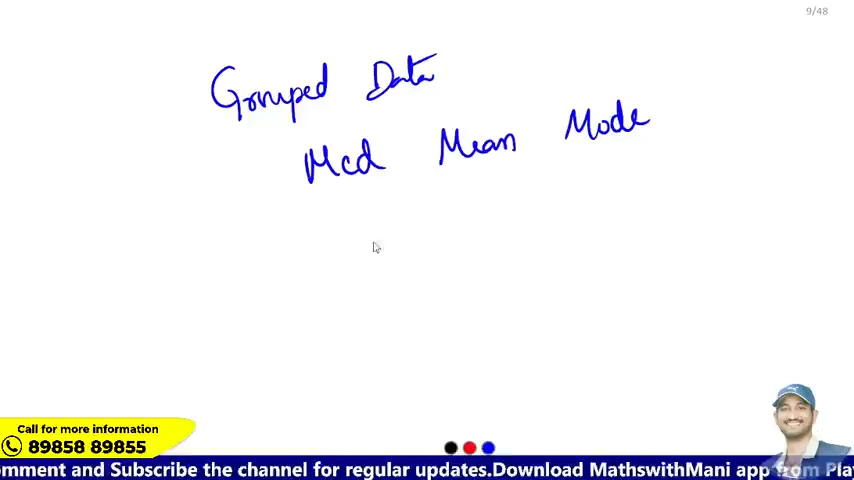 9/48
Grouped Data
Med Mean Mode
Call for more information
89858 89855
omment and Subscribe the channel for regular updates.Download MathswithMani app from Pla